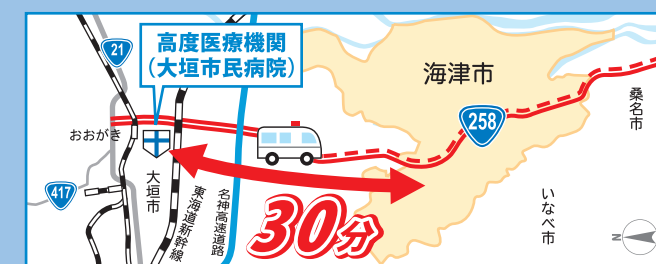 21
高度医療機関
（大垣市民病院）
海津市
258
桑名市
おおがき
417
大垣市
東海道新幹線
名神高速道路
30分
いなべ市
N